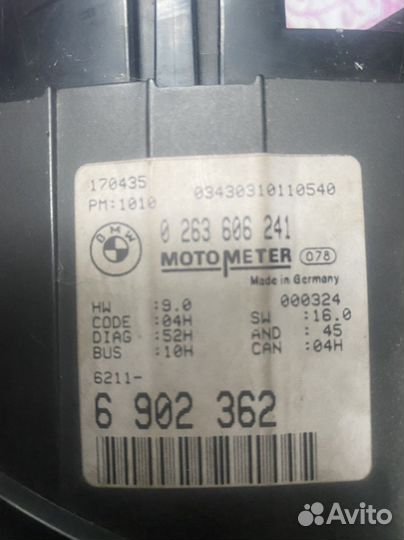 170435
03430310110540
PM:1010
BMW
0 263 606 241
MOTOMETER
078
Made in Germany
000324
HW :9.0
SW :16.0
CODE :04H
AND : 45
DIAG :52H
CAN :04H
BUS :10H
6211-
6 902 362
Avito